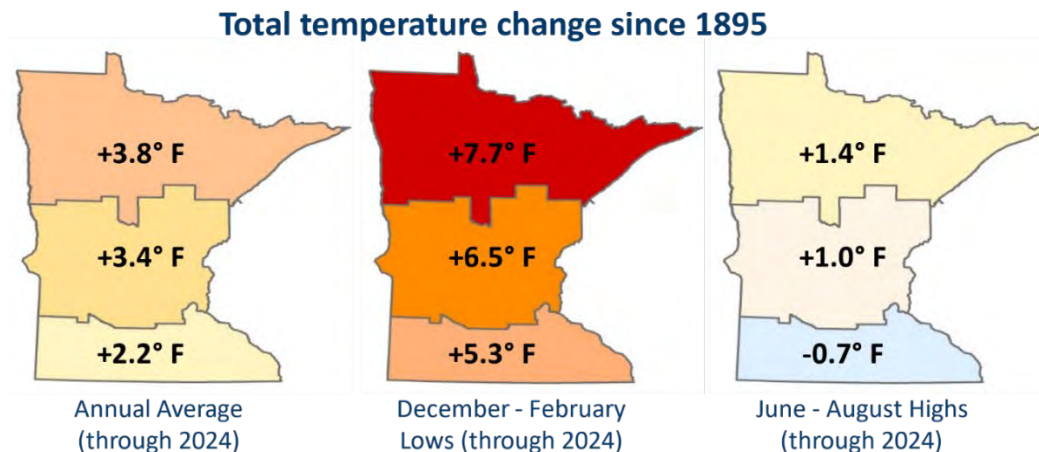 Total temperature change since 1895
+3.8° F
+3.4° F
+2.2° F
Annual Average
(through 2024)
+7.7° F
+6.5° F
+5.3° F
December - February
Lows (through 2024)
+1.4° F
+1.0° F
-0.7° F
June - August Highs
(through 2024)